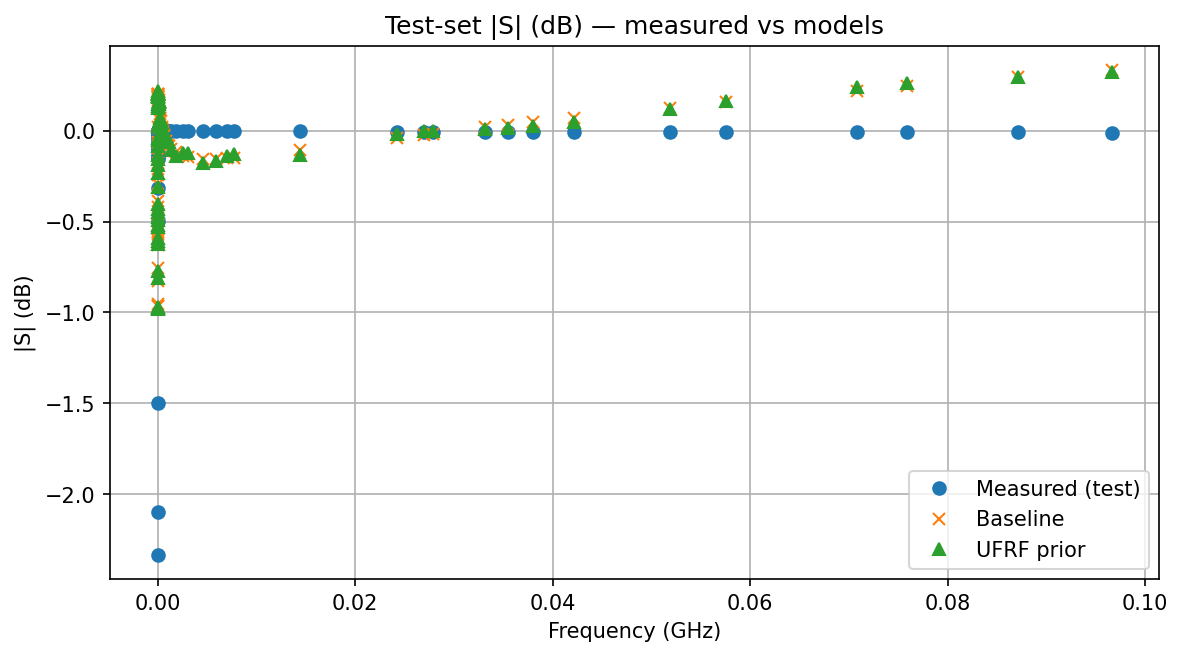 Test-set |S| (dB) — measured vs models
|S| (dB)
0.0
−0.5
−1.0
−1.5
−2.0
0.00
0.02
0.04
0.06
0.08
0.10
Frequency (GHz)
Measured (test)
Baseline
UFRF prior